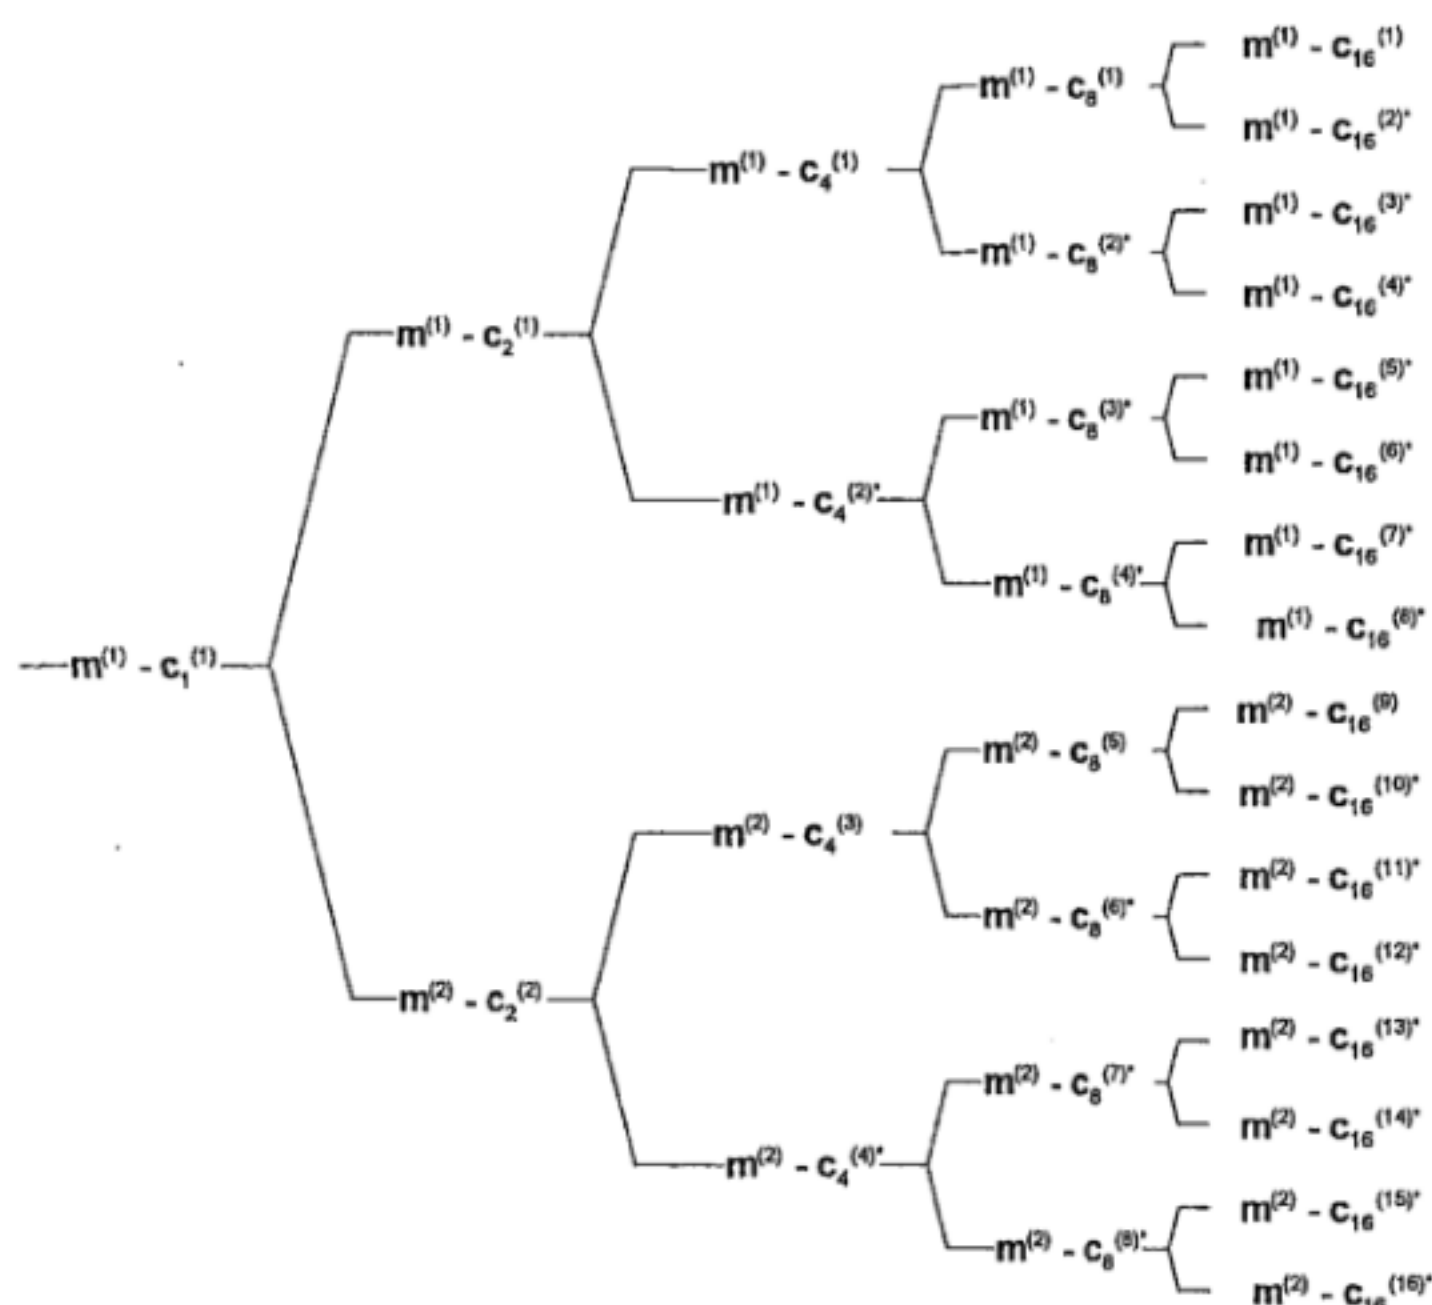 m⁽¹⁾ - c₁₆⁽¹⁾
m⁽¹⁾ - c₈⁽¹⁾
m⁽¹⁾ - c₁₆⁽²⁾*
m⁽¹⁾ - c₄⁽¹⁾
m⁽¹⁾ - c₁₆⁽³⁾*
m⁽¹⁾ - c₈⁽²⁾*
m⁽¹⁾ - c₁₆⁽⁴⁾*
m⁽¹⁾ - c₂⁽¹⁾
m⁽¹⁾ - c₁₆⁽⁵⁾*
m⁽¹⁾ - c₈⁽³⁾*
m⁽¹⁾ - c₁₆⁽⁶⁾*
m⁽¹⁾ - c₄⁽²⁾*
m⁽¹⁾ - c₁₆⁽⁷⁾*
m⁽¹⁾ - c₈⁽⁴⁾*
m⁽¹⁾ - c₁₆⁽⁸⁾*
m⁽¹⁾ - c₁⁽¹⁾
m⁽²⁾ - c₁₆⁽⁹⁾
m⁽²⁾ - c₈⁽⁵⁾
m⁽²⁾ - c₁₆⁽¹⁰⁾*
m⁽²⁾ - c₄⁽³⁾
m⁽²⁾ - c₁₆⁽¹¹⁾*
m⁽²⁾ - c₈⁽⁶⁾*
m⁽²⁾ - c₁₆⁽¹²⁾*
m⁽²⁾ - c₂⁽²⁾
m⁽²⁾ - c₁₆⁽¹³⁾*
m⁽²⁾ - c₈⁽⁷⁾*
m⁽²⁾ - c₁₆⁽¹⁴⁾*
m⁽²⁾ - c₄⁽⁴⁾*
m⁽²⁾ - c₁₆⁽¹⁵⁾*
m⁽²⁾ - c₈⁽⁸⁾*
m⁽²⁾ - c₁₆⁽¹⁶⁾*